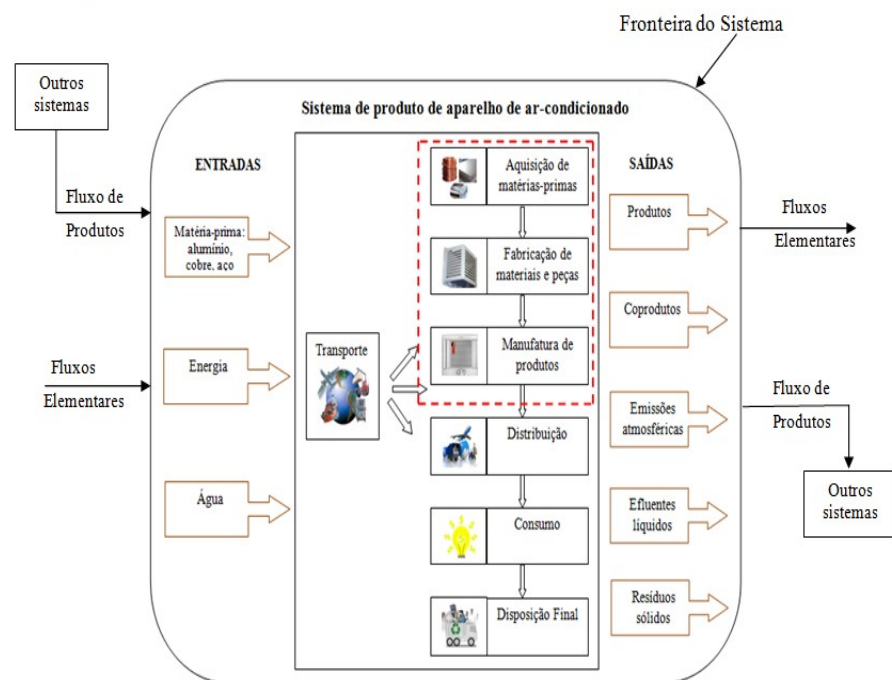 Fronteira do Sistema
Outros
sistemas
Sistema de produto de aparelho de ar-condicionado
ENTRADAS
SAÍDAS
Fluxo de
Produtos
Matéria-prima:
alumínio,
cobre, aço
Energia
Fluxos
Elementares
Água
Transporte
Aquisição de
matérias-primas
Fabricação de
materiais e peças
Manufatura de
produtos
Distribuição
Consumo
Disposição Final
Produtos
Coprodutos
Emissões
atmosféricas
Efluentes
líquidos
Resíduos
sólidos
Fluxos
Elementares
Fluxo de
Produtos
Outros
sistemas